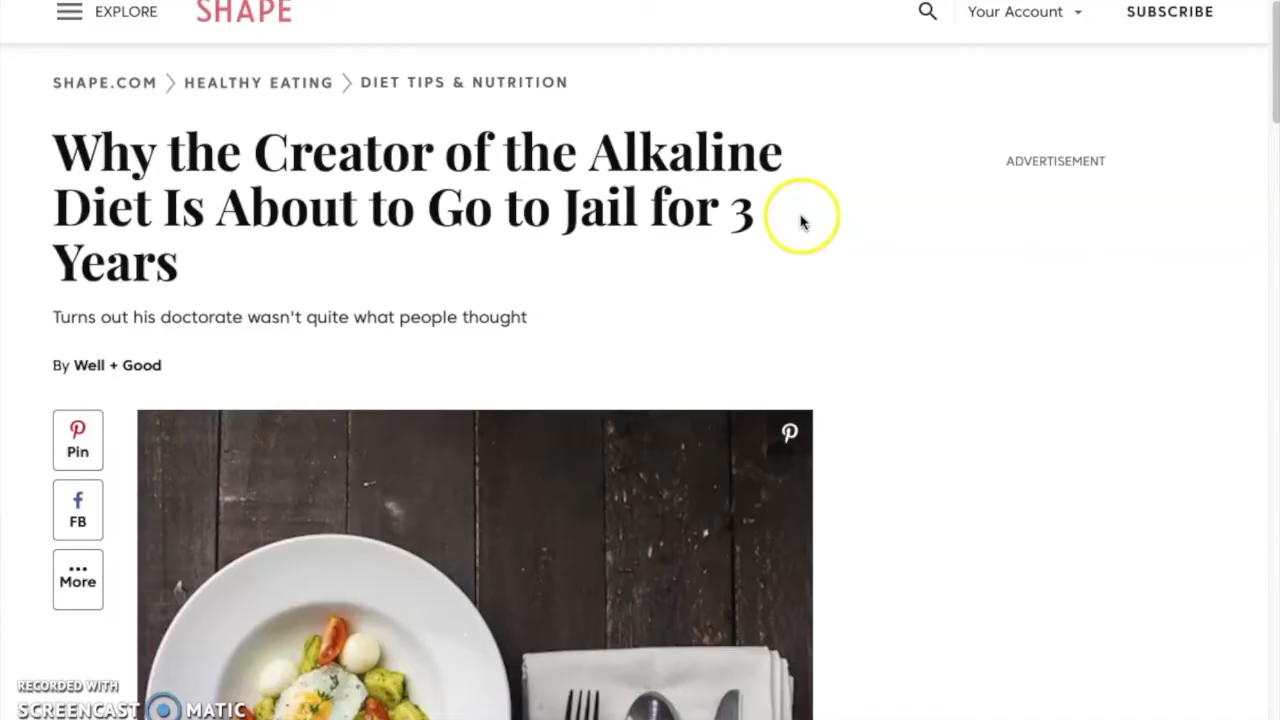 EXPLORE
SHAPE
Your Account
SUBSCRIBE
SHAPE.COM
HEALTHY EATING
DIET TIPS & NUTRITION
Why the Creator of the Alkaline
Diet Is About to Go to Jail for 3
Years
ADVERTISEMENT
Turns out his doctorate wasn't quite what people thought
By Well + Good
Pin
FB
More
RECORDED WITH
SCREENCAST MATIC